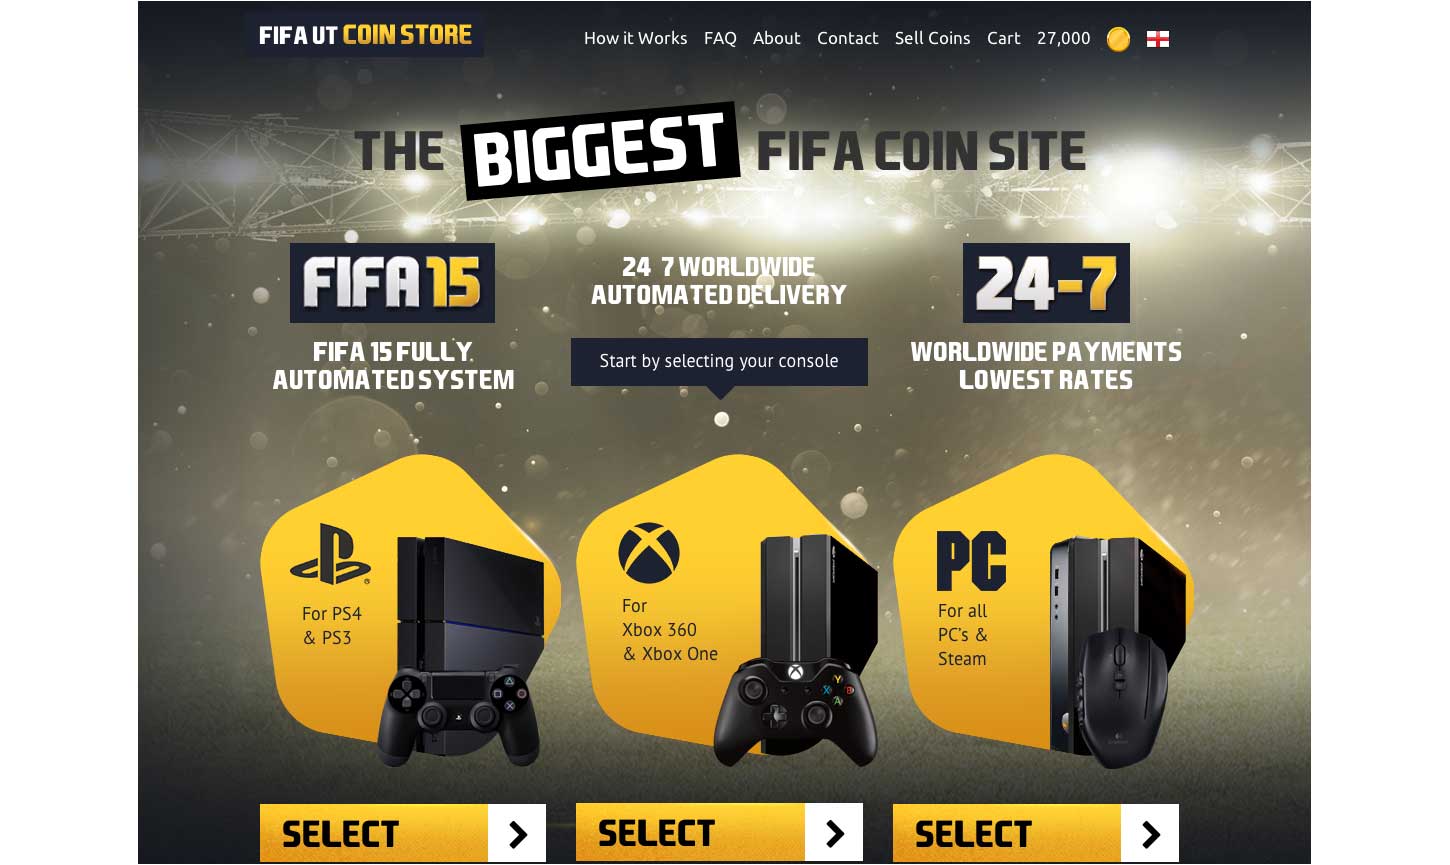 FIFA UT COIN STORE
How it Works FAQ About Contact Sell Coins Cart 27,000
THE BIGGEST FIFA COIN SITE
FIFA 15
FIFA 15 FULLY
AUTOMATED SYSTEM
24 7 WORLDWIDE
AUTOMATED DELIVERY
Start by selecting your console
24-7
WORLDWIDE PAYMENTS
LOWEST RATES
For PS4
& PS3
For
Xbox 360
& Xbox One
PC
For all
PC's &
Steam
SELECT
SELECT
SELECT